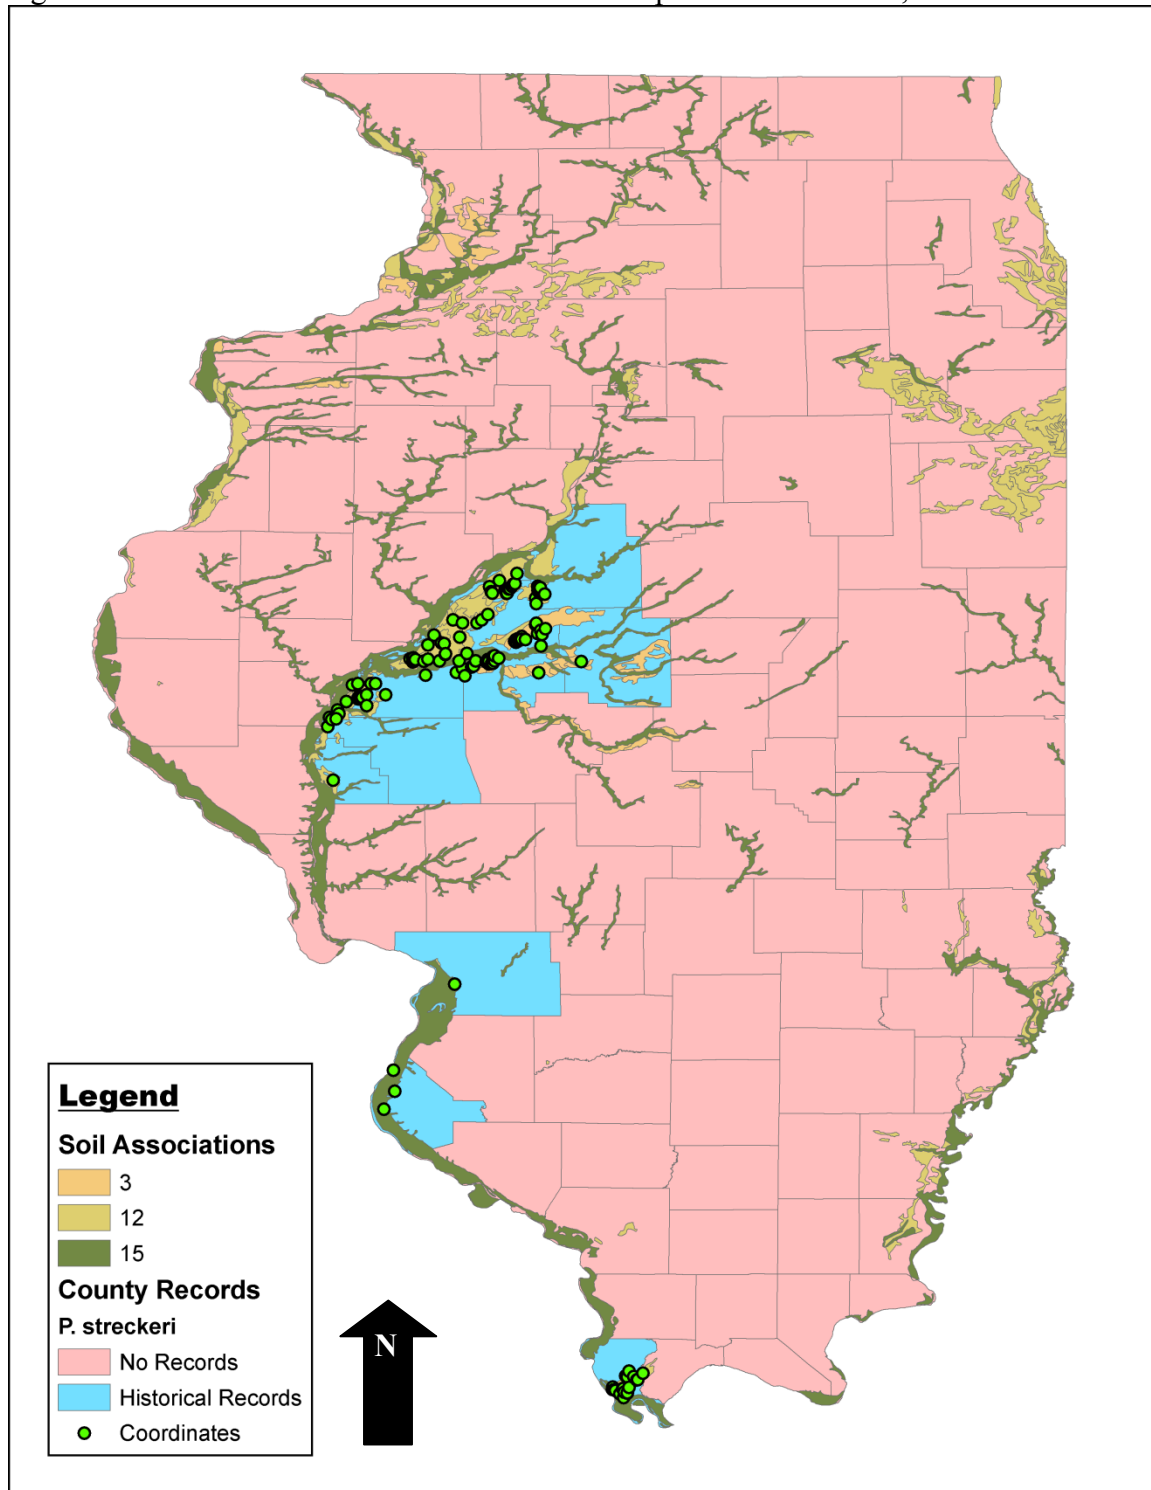 Legend
Soil Associations
3
12
15
County Records
P. streckeri
No Records
Historical Records
Coordinates
N